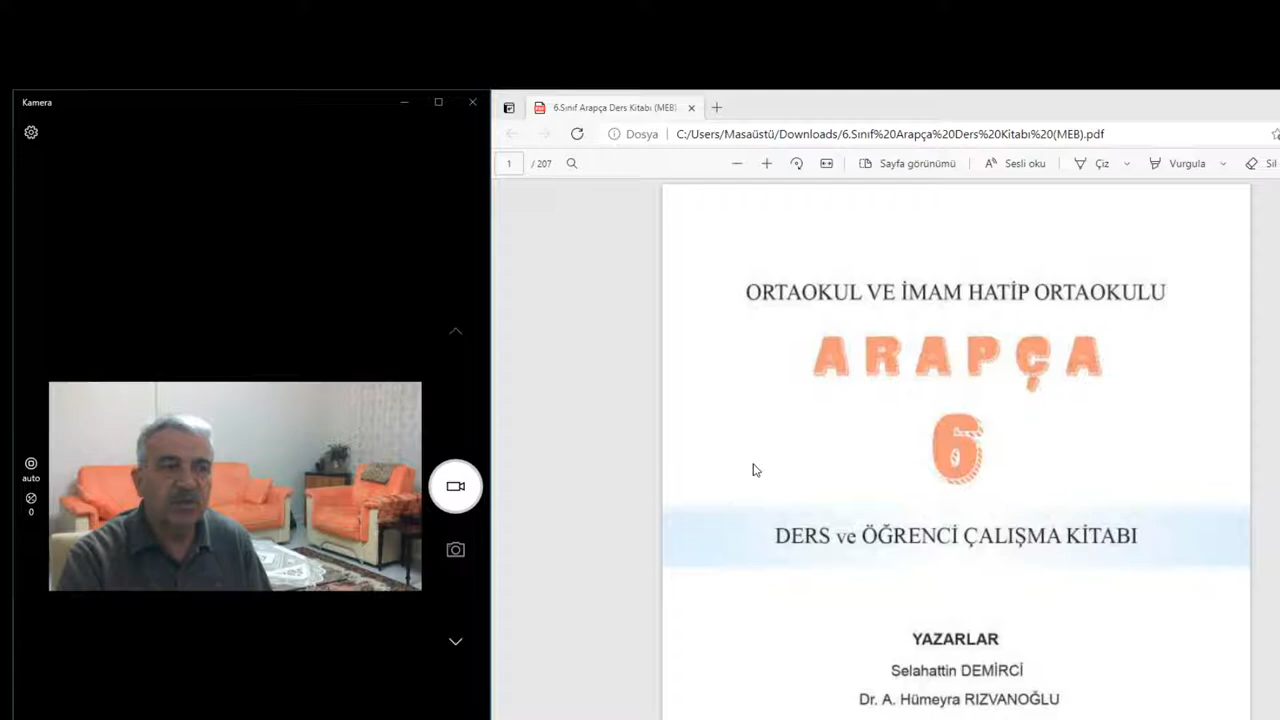 Kamera
auto
0
6.Sınıf Arapça Ders Kitabı (MEB)
Dosya C:/Users/Masaüstü/Downloads/6.Sınıf%20Arapça%20Ders%20Kitabı%20(MEB).pdf
1 / 207 Sayfa görünümü Sesli oku Çiz Vurgula Sil
ORTAOKUL VE İMAM HATİP ORTAOKULU
ARAPÇA
6
DERS ve ÖĞRENCİ ÇALIŞMA KİTABI
YAZARLAR
Selahattin DEMİRCİ
Dr. A. Hümeyra RIZVANOĞLU